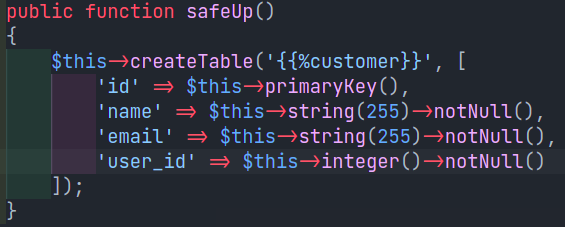 public function safeUp()
{
    $this->createTable('{{%customer}}', [
        'id' => $this->primaryKey(),
        'name' => $this->string(255)->notNull(),
        'email' => $this->string(255)->notNull(),
        'user_id' => $this->integer()->notNull()
    ]);
}